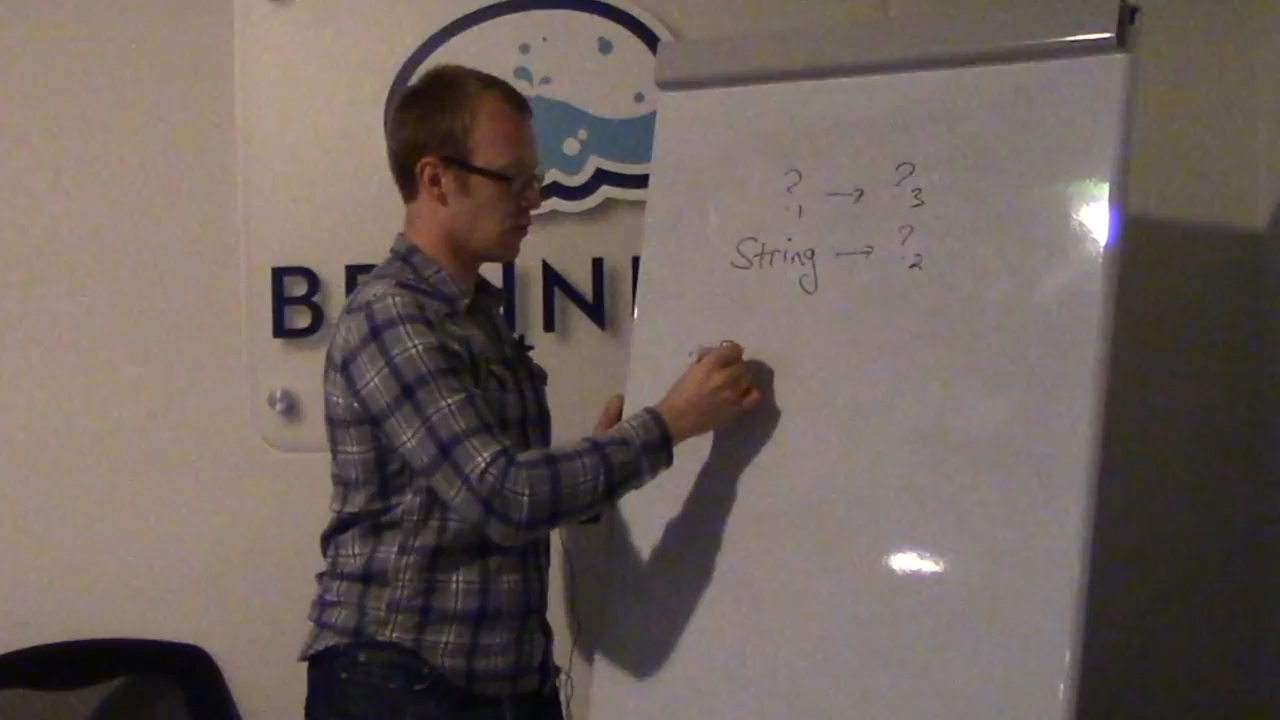 ?1 → ?3
String → ?2